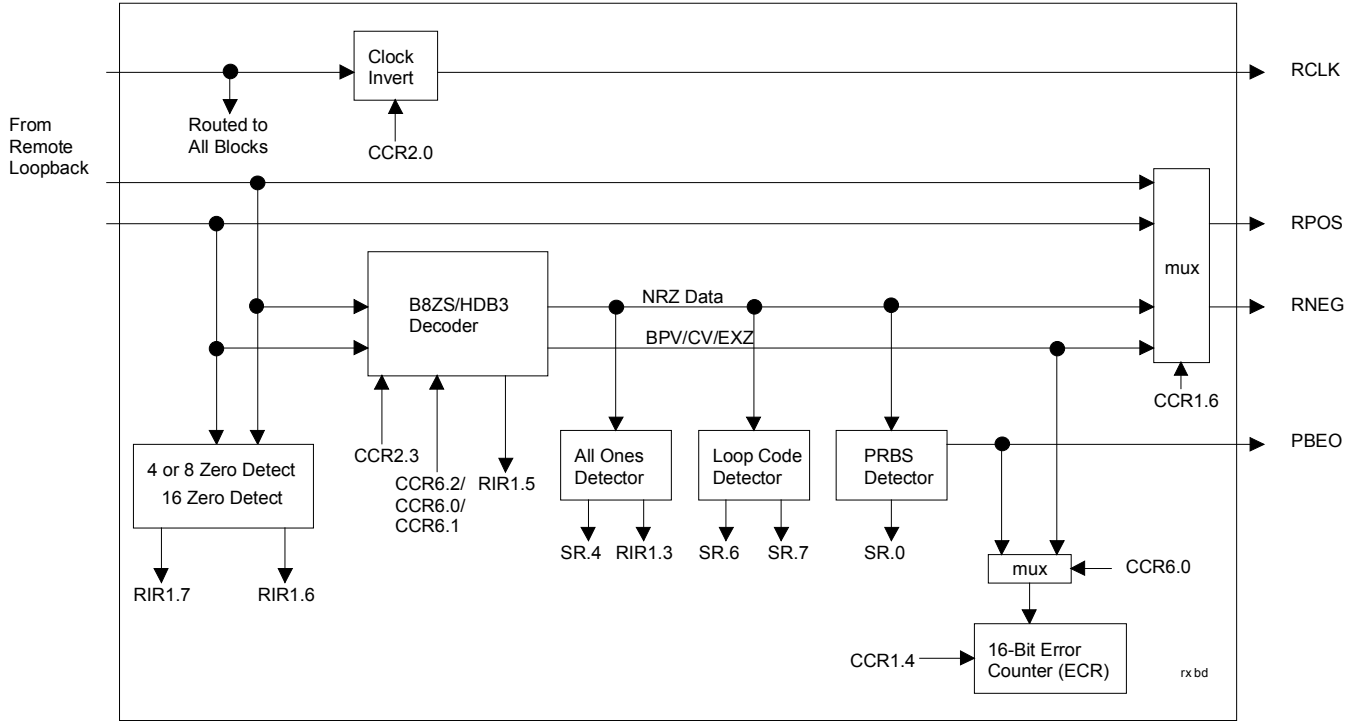 Clock
Invert
RCLK
From
Remote
Loopback
Routed to
All Blocks
CCR2.0
RPOS
mux
B8ZS/HDB3
Decoder
NRZ Data
RNEG
BPV/CV/EXZ
CCR1.6
4 or 8 Zero Detect
16 Zero Detect
CCR2.3
CCR6.2/
CCR6.0/
CCR6.1
RIR1.5
All Ones
Detector
Loop Code
Detector
PRBS
Detector
PBEO
SR.4
RIR1.3
SR.6
SR.7
SR.0
RIR1.7
RIR1.6
mux
CCR6.0
CCR1.4
16-Bit Error
Counter (ECR)
rx bd